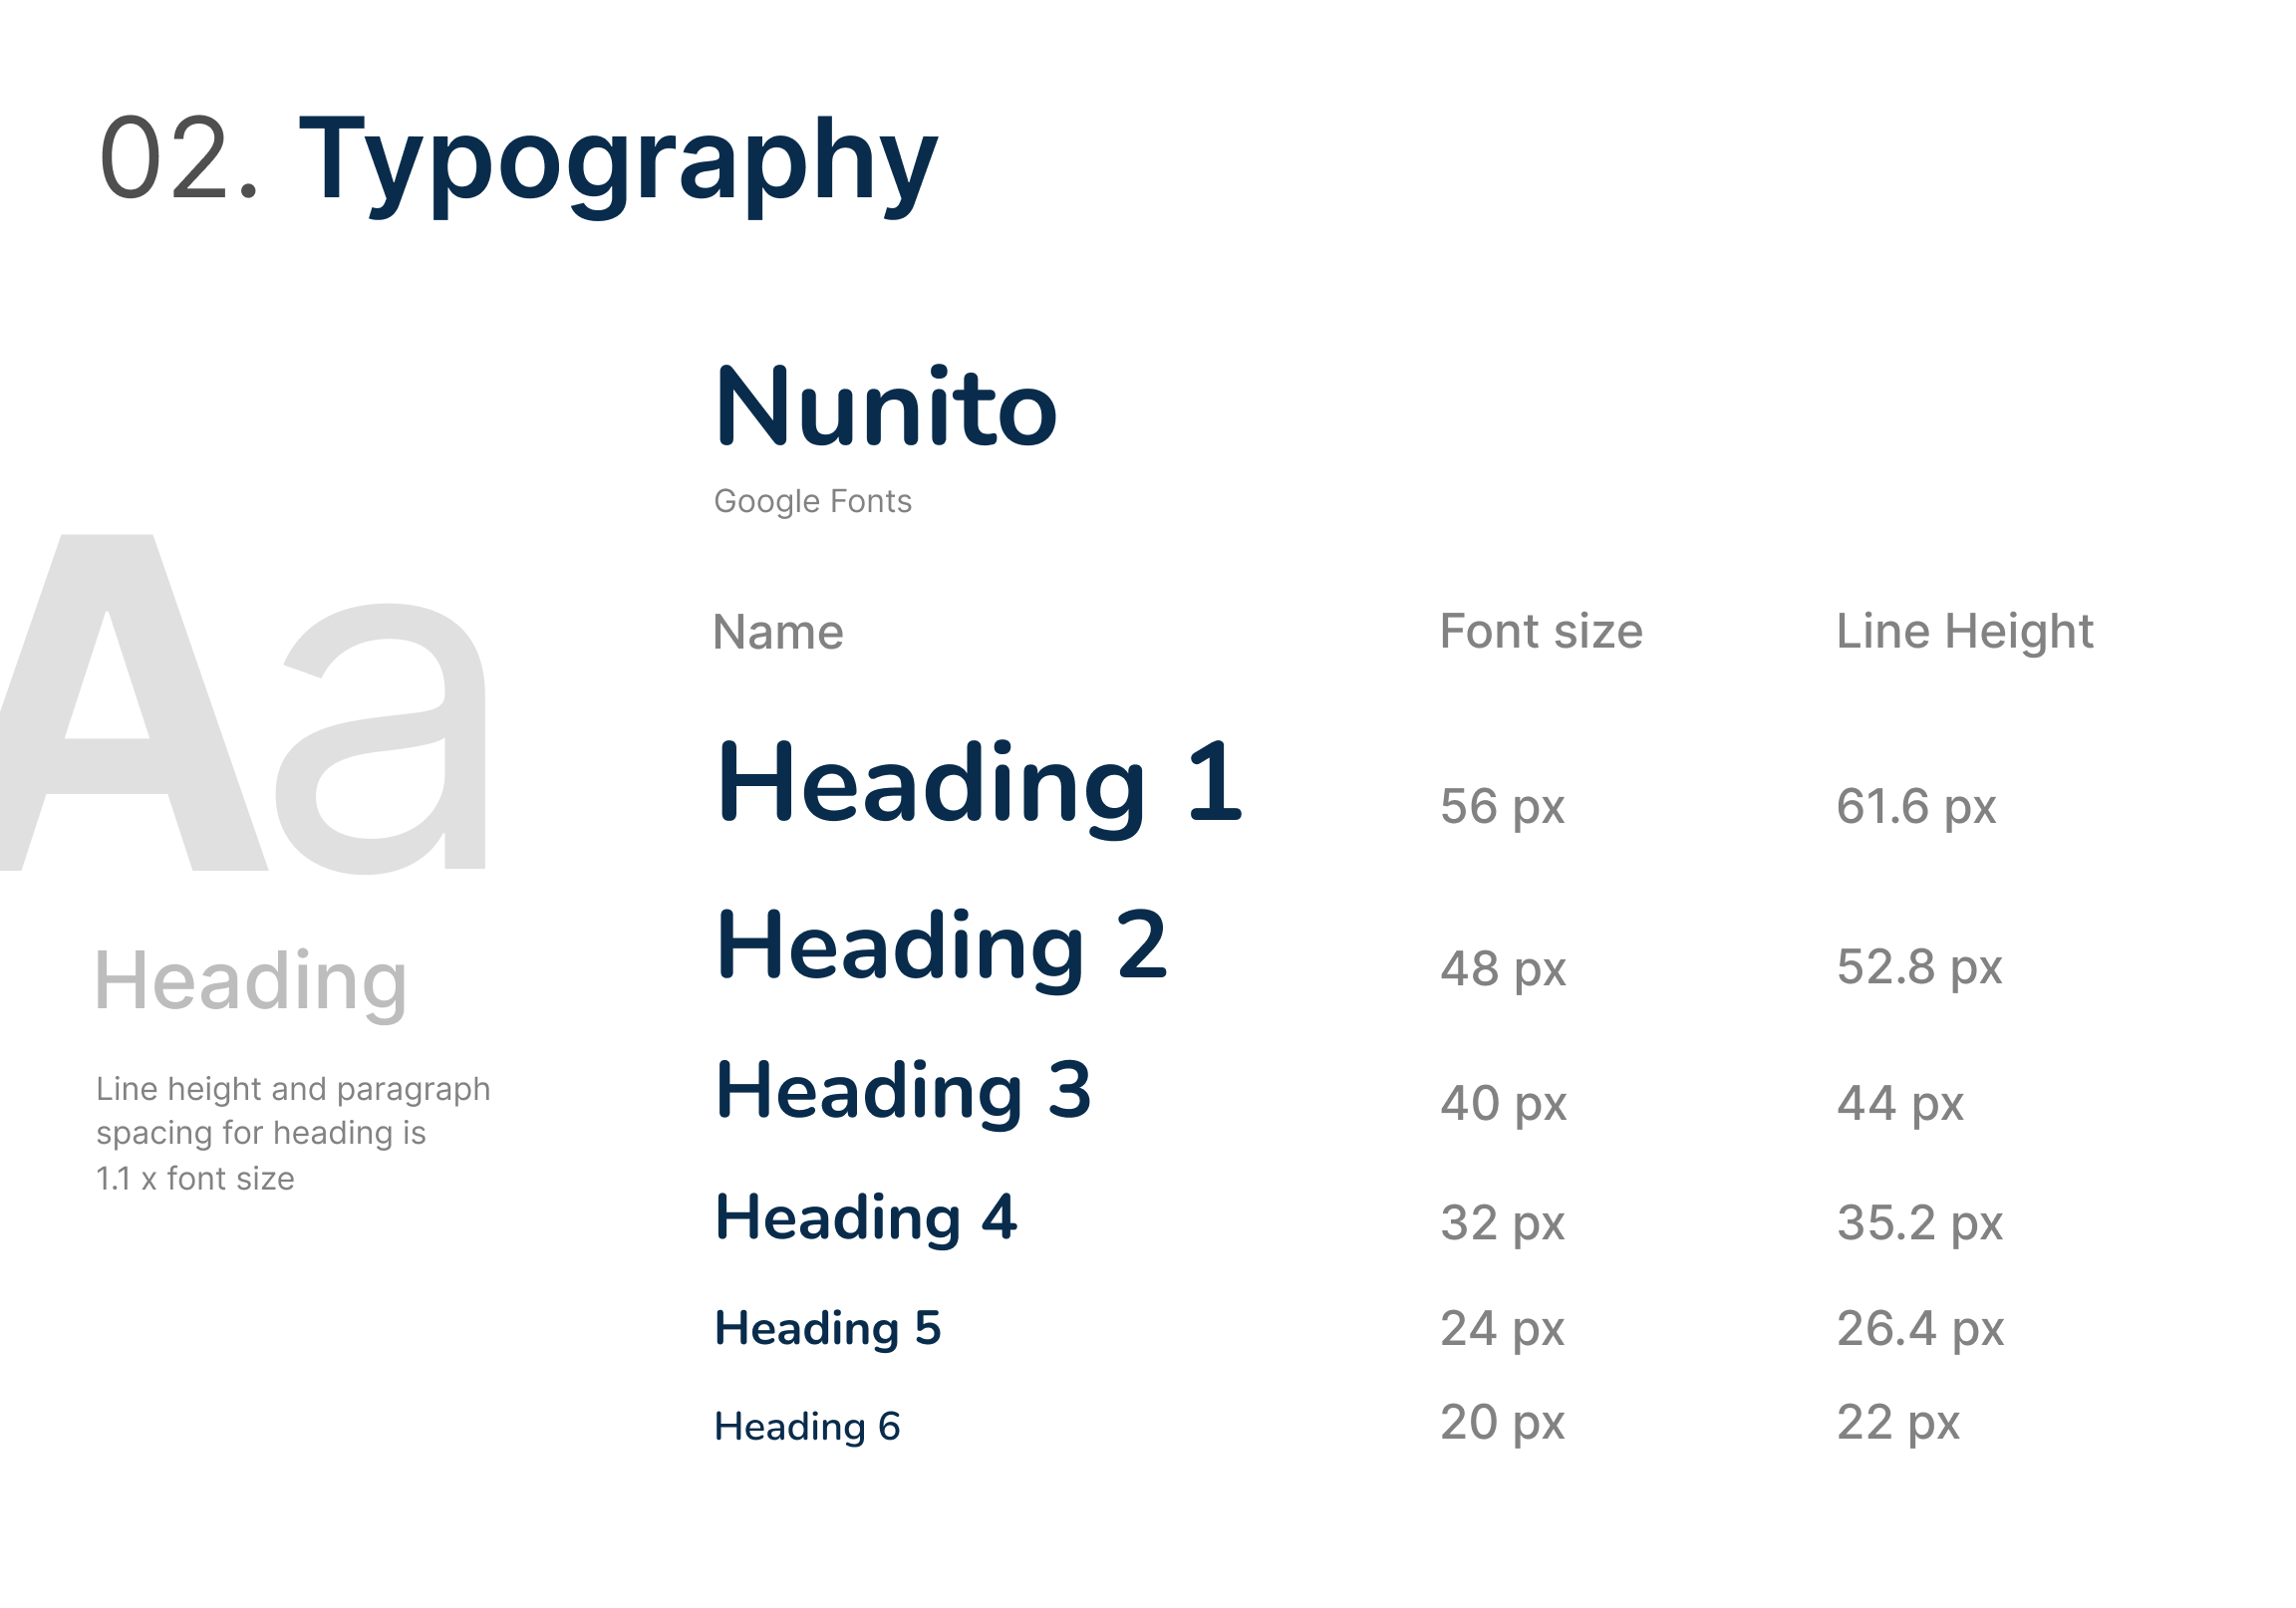 02. Typography
Nunito
Google Fonts
Aa
Heading
Line height and paragraph
spacing for heading is
1.1 x font size
Name Font size Line Height
Heading 1 56 px 61.6 px
Heading 2 48 px 52.8 px
Heading 3 40 px 44 px
Heading 4 32 px 35.2 px
Heading 5 24 px 26.4 px
Heading 6 20 px 22 px